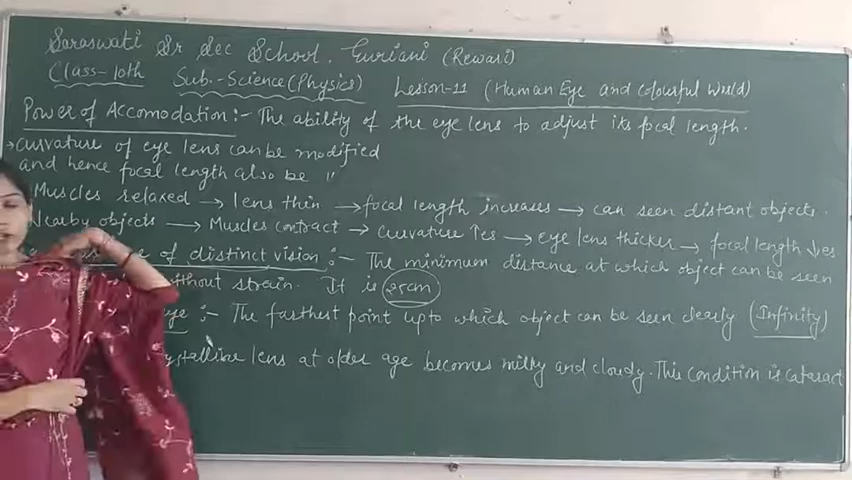 Saraswati Sr Sec School. Guriani (Rewari)
Class-10th Sub.-Science(Physics) Lesson-11 (Human Eye and Colourful World)
Power of Accomodation:- The ability of the eye lens to adjust its focal length.
→ Curvature of eye lens can be modified
and hence focal length also be "
Muscles relaxed → lens thin → focal length increases → can seen distant objects.
Nearby objects → Muscles contract → Curvature ↑es → eye lens thicker → focal length ↓es
of distinct vision:- The minimum distance at which object can be seen
without strain. It is 25cm
eye:- The farthest point upto which object can be seen clearly (Infinity)
crystalline lens at older age becomes milky and cloudy. This condition is cataract